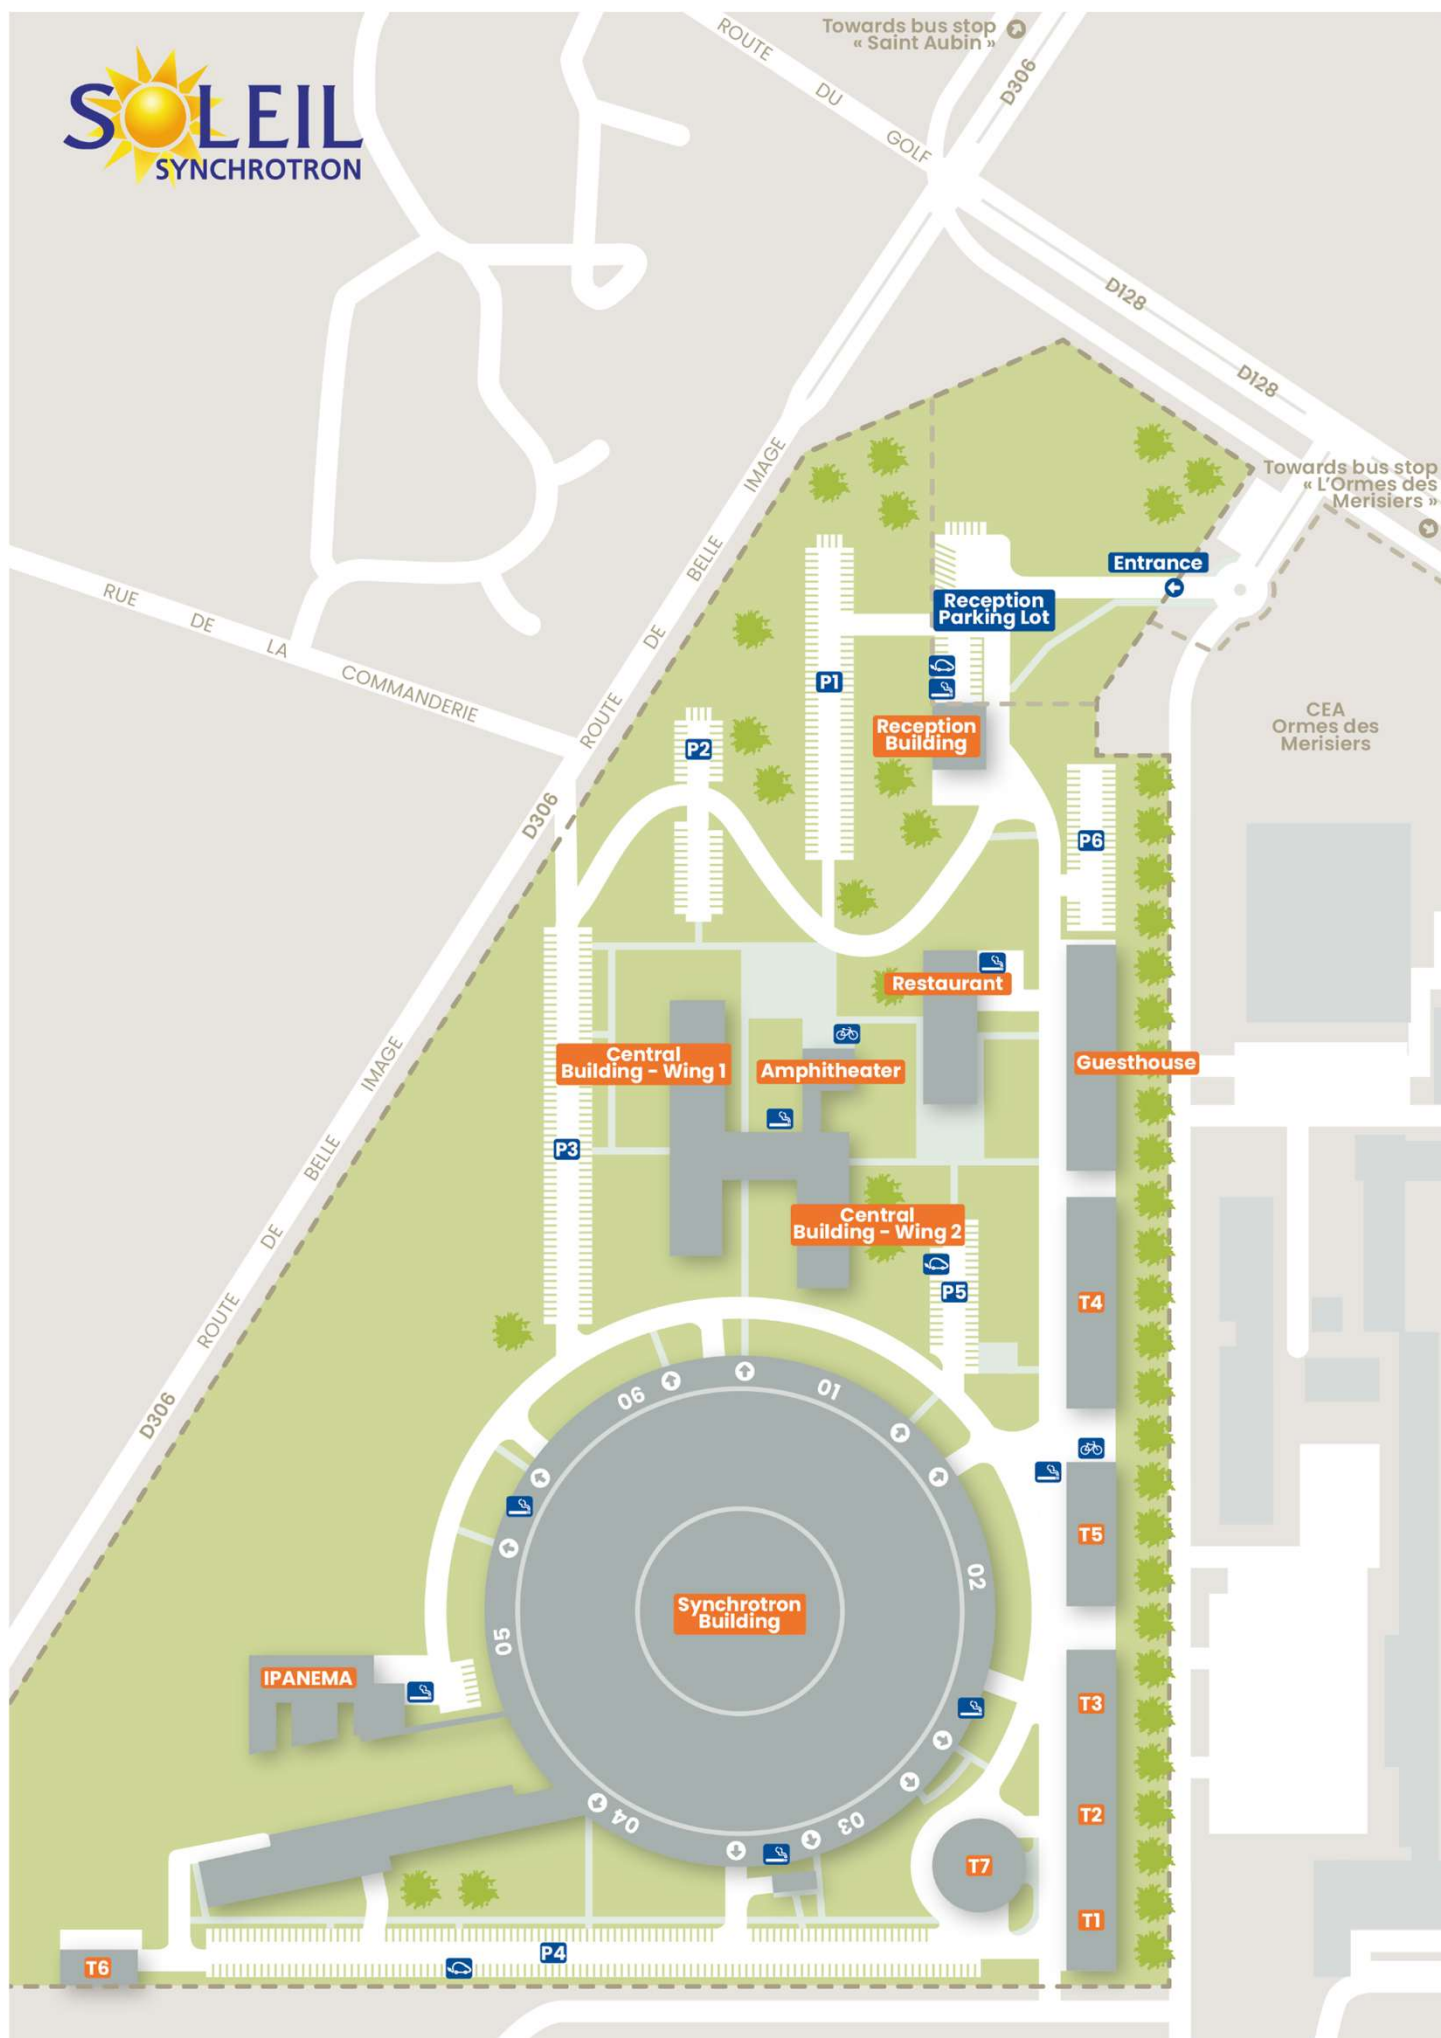 SOLEIL
SYNCHROTRON
ROUTE
DU
GOLF
Towards bus stop
« Saint Aubin »
D306
D128
D128
Towards bus stop
« L'Ormes des
Merisiers »
IMAGE
BELLE
DE
ROUTE
D306
RUE
DE
LA
COMMANDERIE
Entrance
Reception
Parking Lot
P1
P2
Reception
Building
CEA
Ormes des
Merisiers
P6
Restaurant
Central
Building - Wing 1
Amphitheater
Guesthouse
P3
IMAGE
BELLE
DE
ROUTE
D306
Central
Building - Wing 2
P5
T4
06
01
T5
02
Synchrotron
Building
05
IPANEMA
T3
04
03
T2
T7
T1
P4
T6